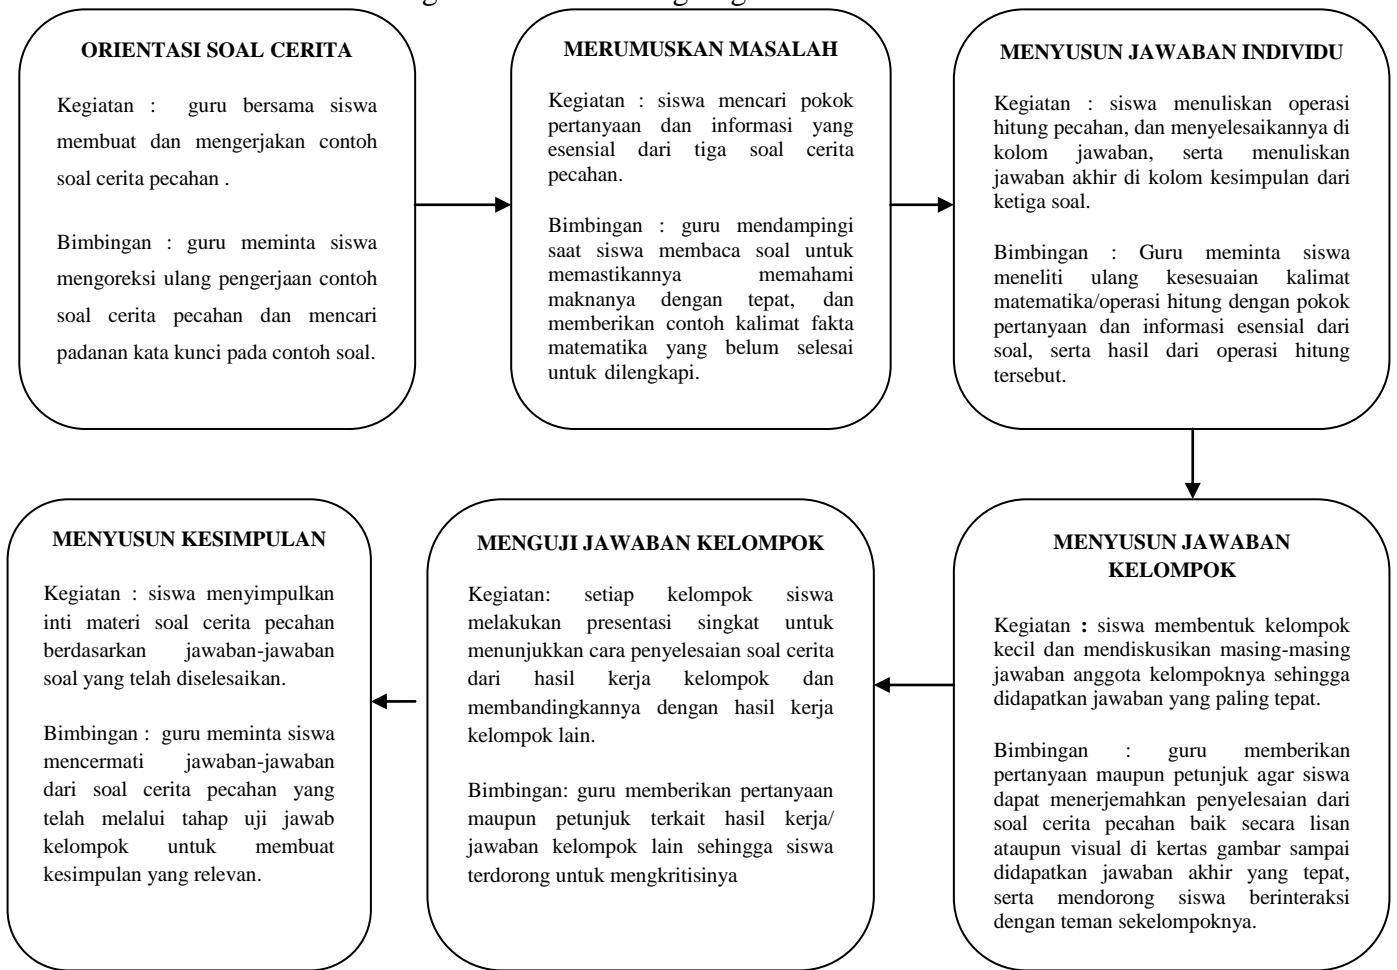 ORIENTASI SOAL CERITA
Kegiatan : guru bersama siswa
membuat dan mengerjakan contoh
soal cerita pecahan .
Bimbingan : guru meminta siswa
mengoreksi ulang pengerjaan contoh
soal cerita pecahan dan mencari
padanan kata kunci pada contoh soal.
MERUMUSKAN MASALAH
Kegiatan : siswa mencari pokok
pertanyaan dan informasi yang
esensial dari tiga soal cerita
pecahan.
Bimbingan : guru mendampingi
saat siswa membaca soal untuk
memastikannya memahami
maknanya dengan tepat, dan
memberikan contoh kalimat fakta
matematika yang belum selesai
untuk dilengkapi.
MENYUSUN JAWABAN INDIVIDU
Kegiatan : siswa menuliskan operasi
hitung pecahan, dan menyelesaikannya di
kolom jawaban, serta menuliskan
jawaban akhir di kolom kesimpulan dari
ketiga soal.
Bimbingan : Guru meminta siswa
meneliti ulang kesesuaian kalimat
matematika/operasi hitung dengan pokok
pertanyaan dan informasi esensial dari
soal, serta hasil dari operasi hitung
tersebut.
MENYUSUN JAWABAN
KELOMPOK
Kegiatan : siswa membentuk kelompok
kecil dan mendiskusikan masing-masing
jawaban anggota kelompoknya sehingga
didapatkan jawaban yang paling tepat.
Bimbingan : guru memberikan
pertanyaan maupun petunjuk agar siswa
dapat menerjemahkan penyelesaian dari
soal cerita pecahan baik secara lisan
ataupun visual di kertas gambar sampai
didapatkan jawaban akhir yang tepat,
serta mendorong siswa berinteraksi
dengan teman sekelompoknya.
MENGUJI JAWABAN KELOMPOK
Kegiatan: setiap kelompok siswa
melakukan presentasi singkat untuk
menunjukkan cara penyelesaian soal cerita
dari hasil kerja kelompok dan
membandingkannya dengan hasil kerja
kelompok lain.
Bimbingan: guru memberikan pertanyaan
maupun petunjuk terkait hasil kerja/
jawaban kelompok lain sehingga siswa
terdorong untuk mengkritisinya
MENYUSUN KESIMPULAN
Kegiatan : siswa menyimpulkan
inti materi soal cerita pecahan
berdasarkan jawaban-jawaban
soal yang telah diselesaikan.
Bimbingan : guru meminta siswa
mencermati jawaban-jawaban
dari soal cerita pecahan yang
telah melalui tahap uji jawab
kelompok untuk membuat
kesimpulan yang relevan.